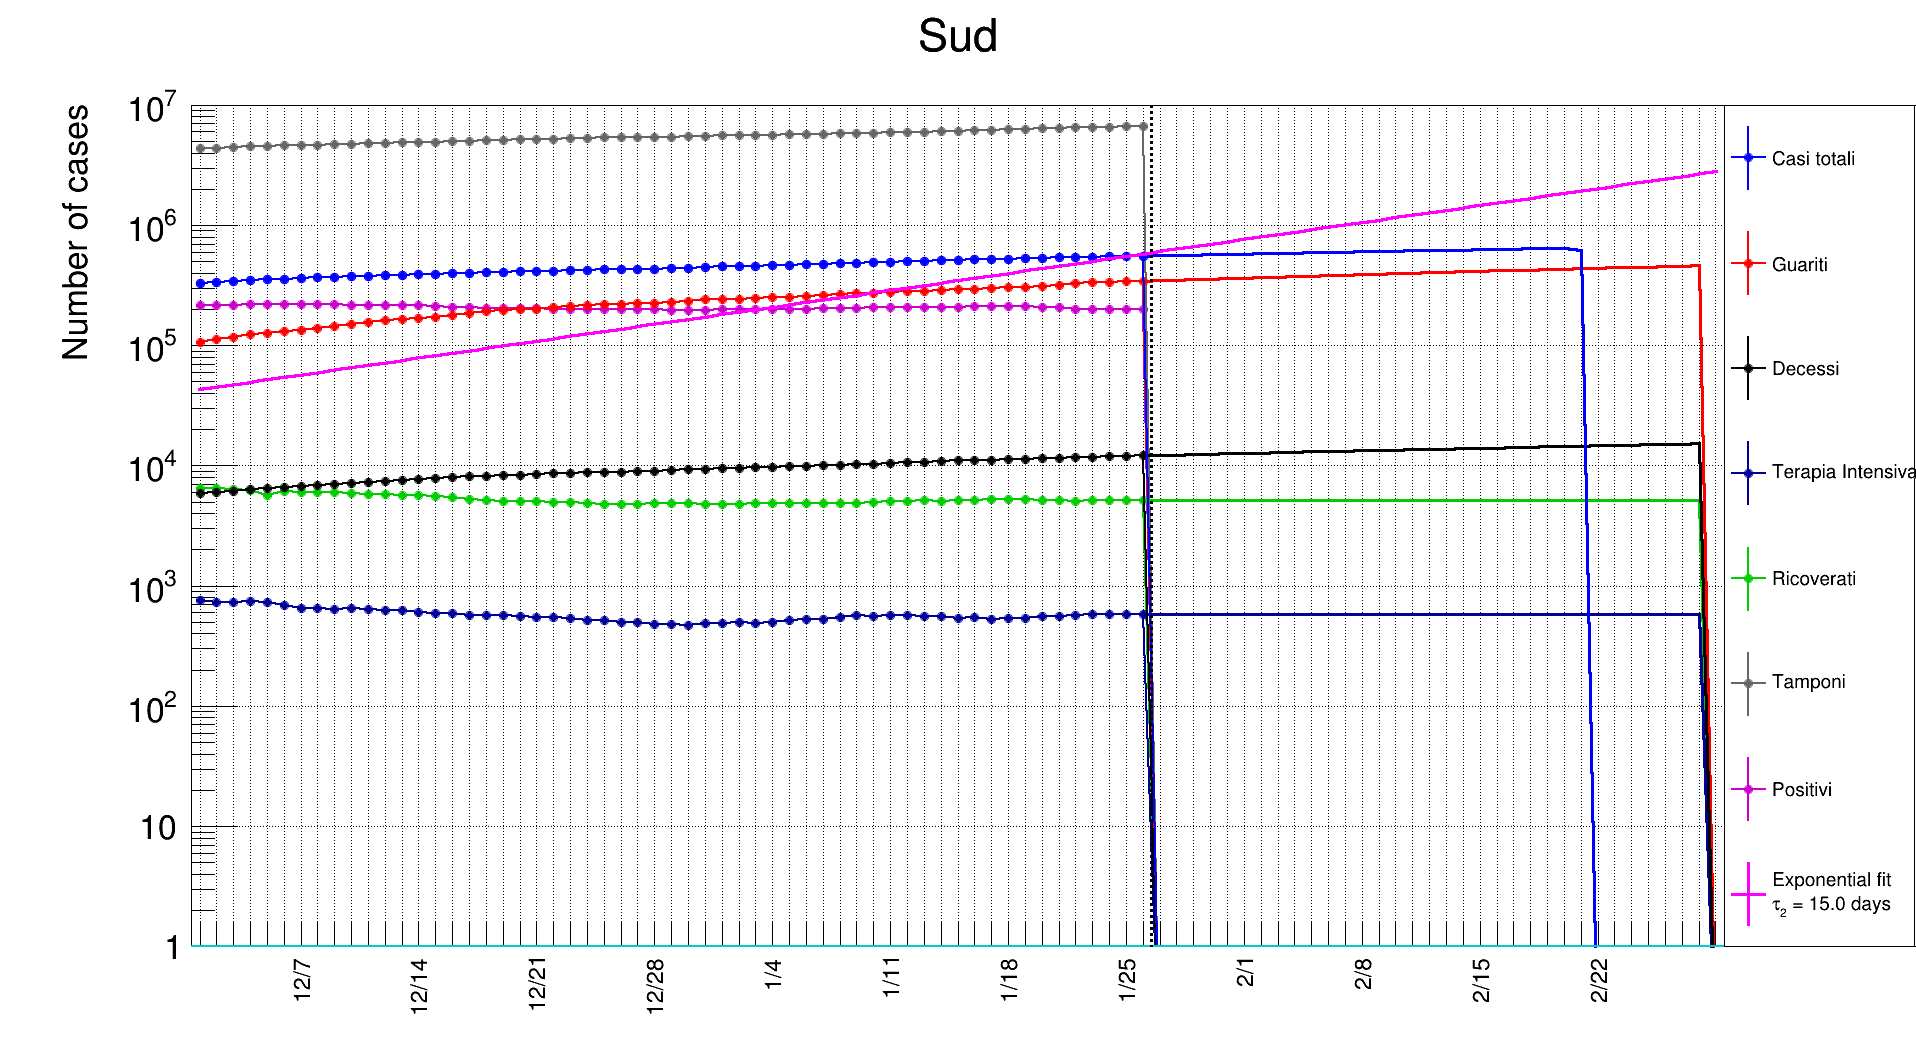 Sud
Number of cases
10^7
10^6
10^5
10^4
10^3
10^2
10
1
12/7
12/14
12/21
12/28
1/4
1/11
1/18
1/25
2/1
2/8
2/15
2/22
Casi totali
Guariti
Decessi
Terapia Intensiva
Ricoverati
Tamponi
Positivi
Exponential fit
τ₂ = 15.0 days